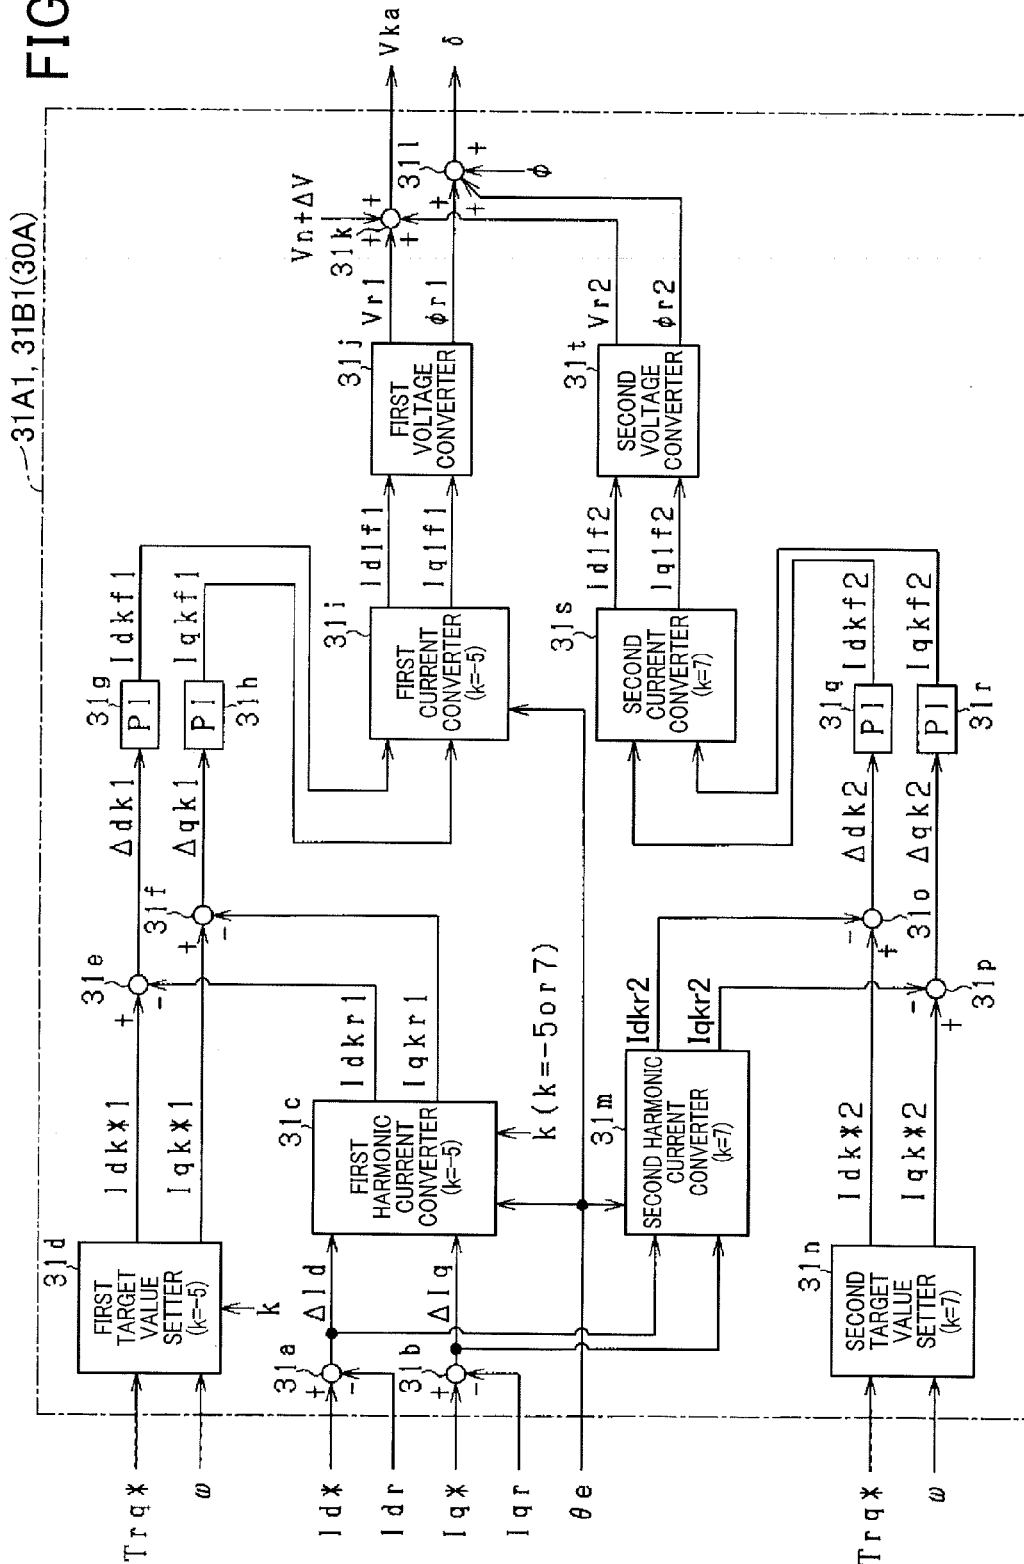 FIG
31A1, 31B1(30A)
Trq*
ω
31d
FIRST
TARGET
VALUE
SETTER
(k=-5)
k
Idk*1
Iqk*1
31e
+
-
31f
+
-
Δdk1
Δqk1
31g
PI
PI
31h
Idkf1
Iqkf1
Id*
Idr
Iq*
Iqr
θe
31a
+
-
31b
+
-
ΔId
ΔIq
31c
FIRST
HARMONIC
CURRENT
CONVERTER
(k=-5)
k(k=-5or7)
Idkr1
Iqkr1
31i
FIRST
CURRENT
CONVERTER
(k=-5)
Id1f1
Iq1f1
31j
FIRST
VOLTAGE
CONVERTER
Vr1
φr1
Vn+ΔV
31k
+
+
+
Vka
31l
+
+
+
φ
δ
31m
SECOND HARMONIC
CURRENT
CONVERTER
(k=7)
Idkr2
Iqkr2
31s
SECOND
CURRENT
CONVERTER
(k=7)
Id1f2
Iq1f2
31t
SECOND
VOLTAGE
CONVERTER
Vr2
φr2
Trq*
ω
31n
SECOND
TARGET
VALUE
SETTER
(k=7)
Idk*2
Iqk*2
-
+
31o
-
+
31p
Δdk2
Δqk2
31q
PI
PI
31r
Idkf2
Iqkf2